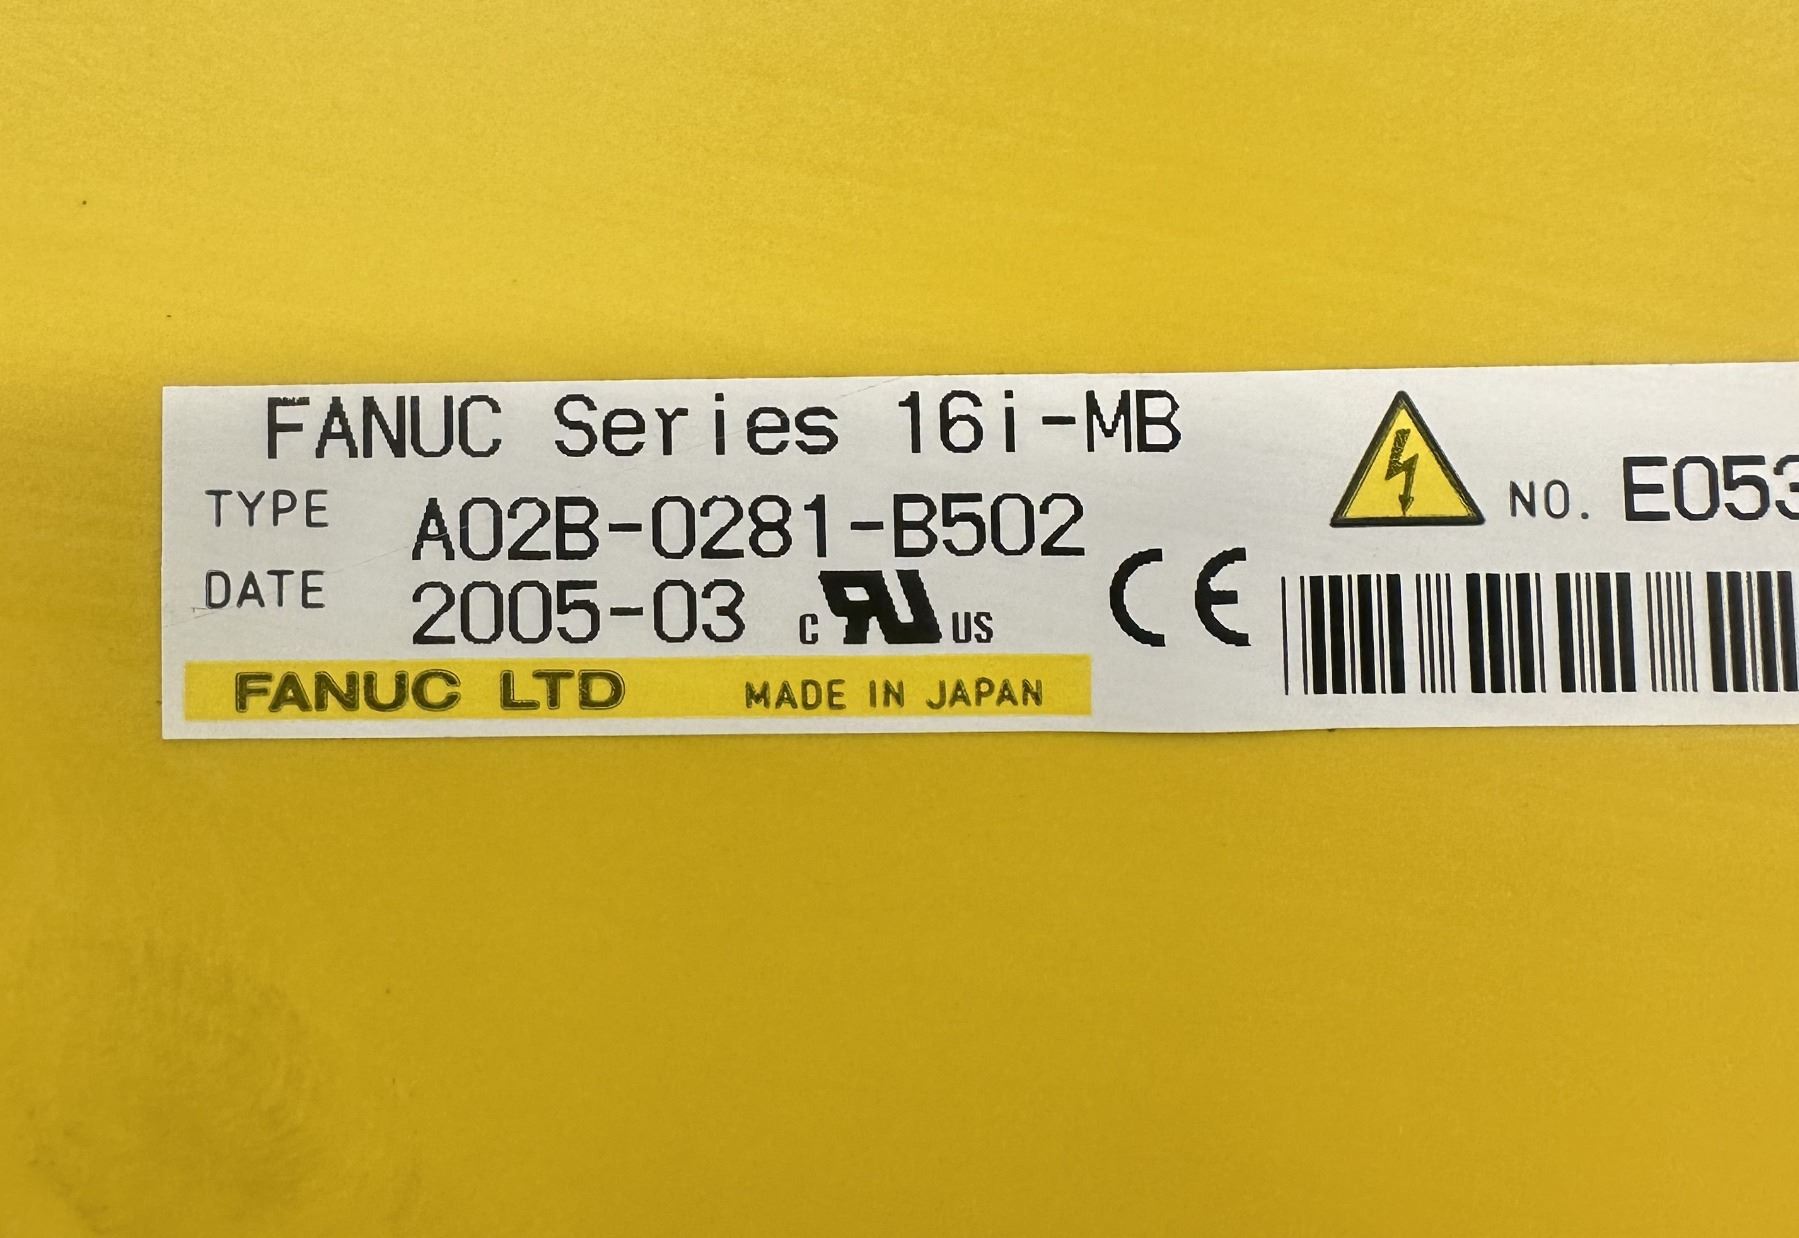 FANUC Series 16i-MB
TYPE A02B-0281-B502
DATE 2005-03 c RU US CE
FANUC LTD MADE IN JAPAN
NO. E053